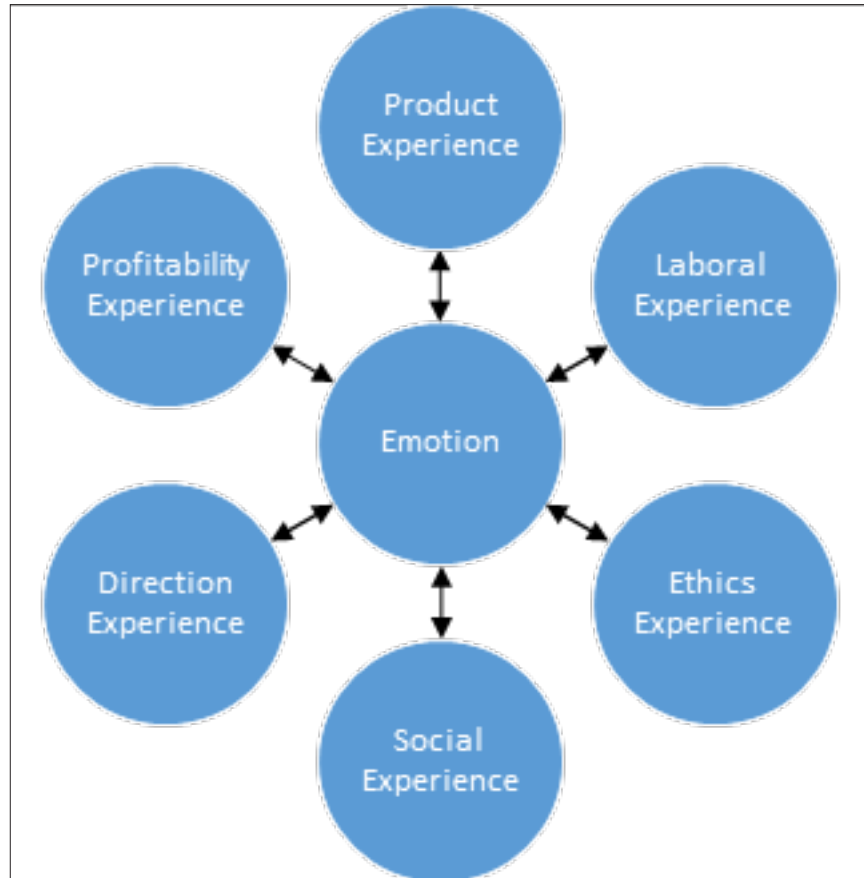 Product
Experience
Profitability
Experience
Laboral
Experience
Emotion
Direction
Experience
Ethics
Experience
Social
Experience